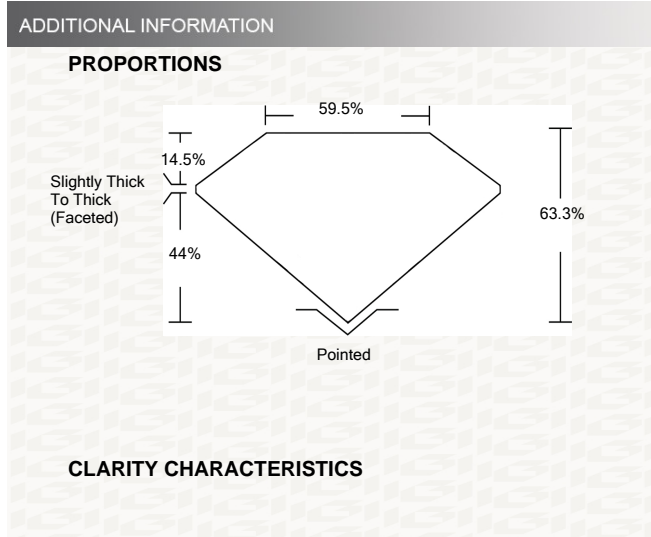 ADDITIONAL INFORMATION
PROPORTIONS
59.5%
14.5%
Slightly Thick
To Thick
(Faceted)
63.3%
44%
Pointed
CLARITY CHARACTERISTICS